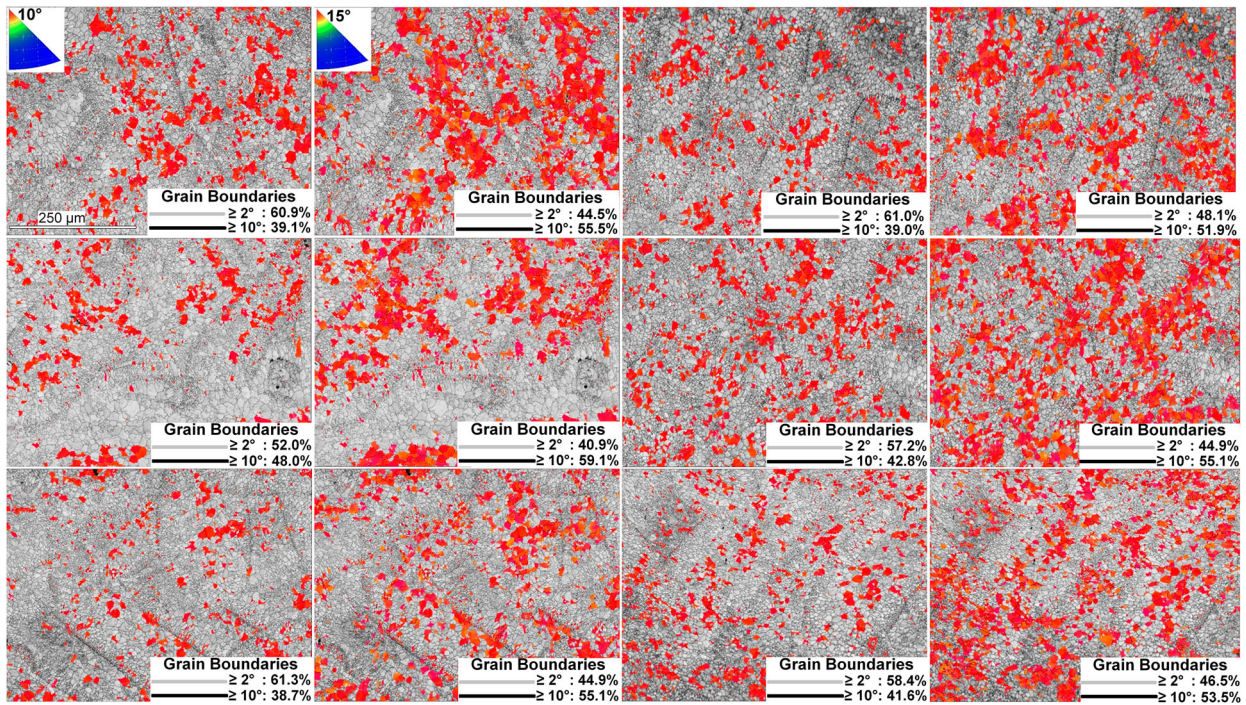 10°
15°
Grain Boundaries
≥ 2° : 60.9%
≥ 10°: 39.1%
250 µm
Grain Boundaries
≥ 2° : 44.5%
≥ 10°: 55.5%
Grain Boundaries
≥ 2° : 61.0%
≥ 10°: 39.0%
Grain Boundaries
≥ 2° : 48.1%
≥ 10°: 51.9%
Grain Boundaries
≥ 2° : 52.0%
≥ 10°: 48.0%
Grain Boundaries
≥ 2° : 40.9%
≥ 10°: 59.1%
Grain Boundaries
≥ 2° : 57.2%
≥ 10°: 42.8%
Grain Boundaries
≥ 2° : 44.9%
≥ 10°: 55.1%
Grain Boundaries
≥ 2° : 61.3%
≥ 10°: 38.7%
Grain Boundaries
≥ 2° : 44.9%
≥ 10°: 55.1%
Grain Boundaries
≥ 2° : 58.4%
≥ 10°: 41.6%
Grain Boundaries
≥ 2° : 46.5%
≥ 10°: 53.5%